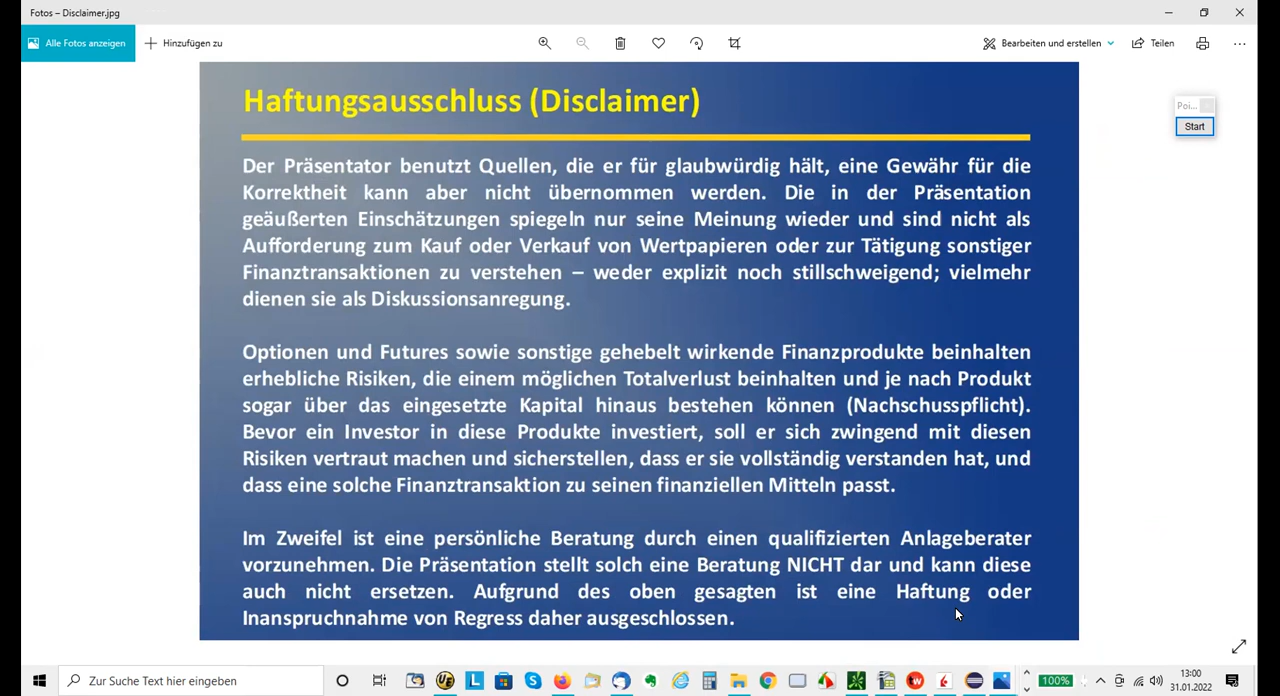 Fotos – Disclaimer.jpg
Alle Fotos anzeigen
Hinzufügen zu
Bearbeiten und erstellen
Teilen
Haftungsausschluss (Disclaimer)
Poi...
Start
Der Präsentator benutzt Quellen, die er für glaubwürdig hält, eine Gewähr für die
Korrektheit kann aber nicht übernommen werden. Die in der Präsentation
geäußerten Einschätzungen spiegeln nur seine Meinung wieder und sind nicht als
Aufforderung zum Kauf oder Verkauf von Wertpapieren oder zur Tätigung sonstiger
Finanztransaktionen zu verstehen – weder explizit noch stillschweigend; vielmehr
dienen sie als Diskussionsanregung.
Optionen und Futures sowie sonstige gehebelt wirkende Finanzprodukte beinhalten
erhebliche Risiken, die einem möglichen Totalverlust beinhalten und je nach Produkt
sogar über das eingesetzte Kapital hinaus bestehen können (Nachschusspflicht).
Bevor ein Investor in diese Produkte investiert, soll er sich zwingend mit diesen
Risiken vertraut machen und sicherstellen, dass er sie vollständig verstanden hat, und
dass eine solche Finanztransaktion zu seinen finanziellen Mitteln passt.
Im Zweifel ist eine persönliche Beratung durch einen qualifizierten Anlageberater
vorzunehmen. Die Präsentation stellt solch eine Beratung NICHT dar und kann diese
auch nicht ersetzen. Aufgrund des oben gesagten ist eine Haftung oder
Inanspruchnahme von Regress daher ausgeschlossen.
Zur Suche Text hier eingeben
100%
13:00
31.01.2022